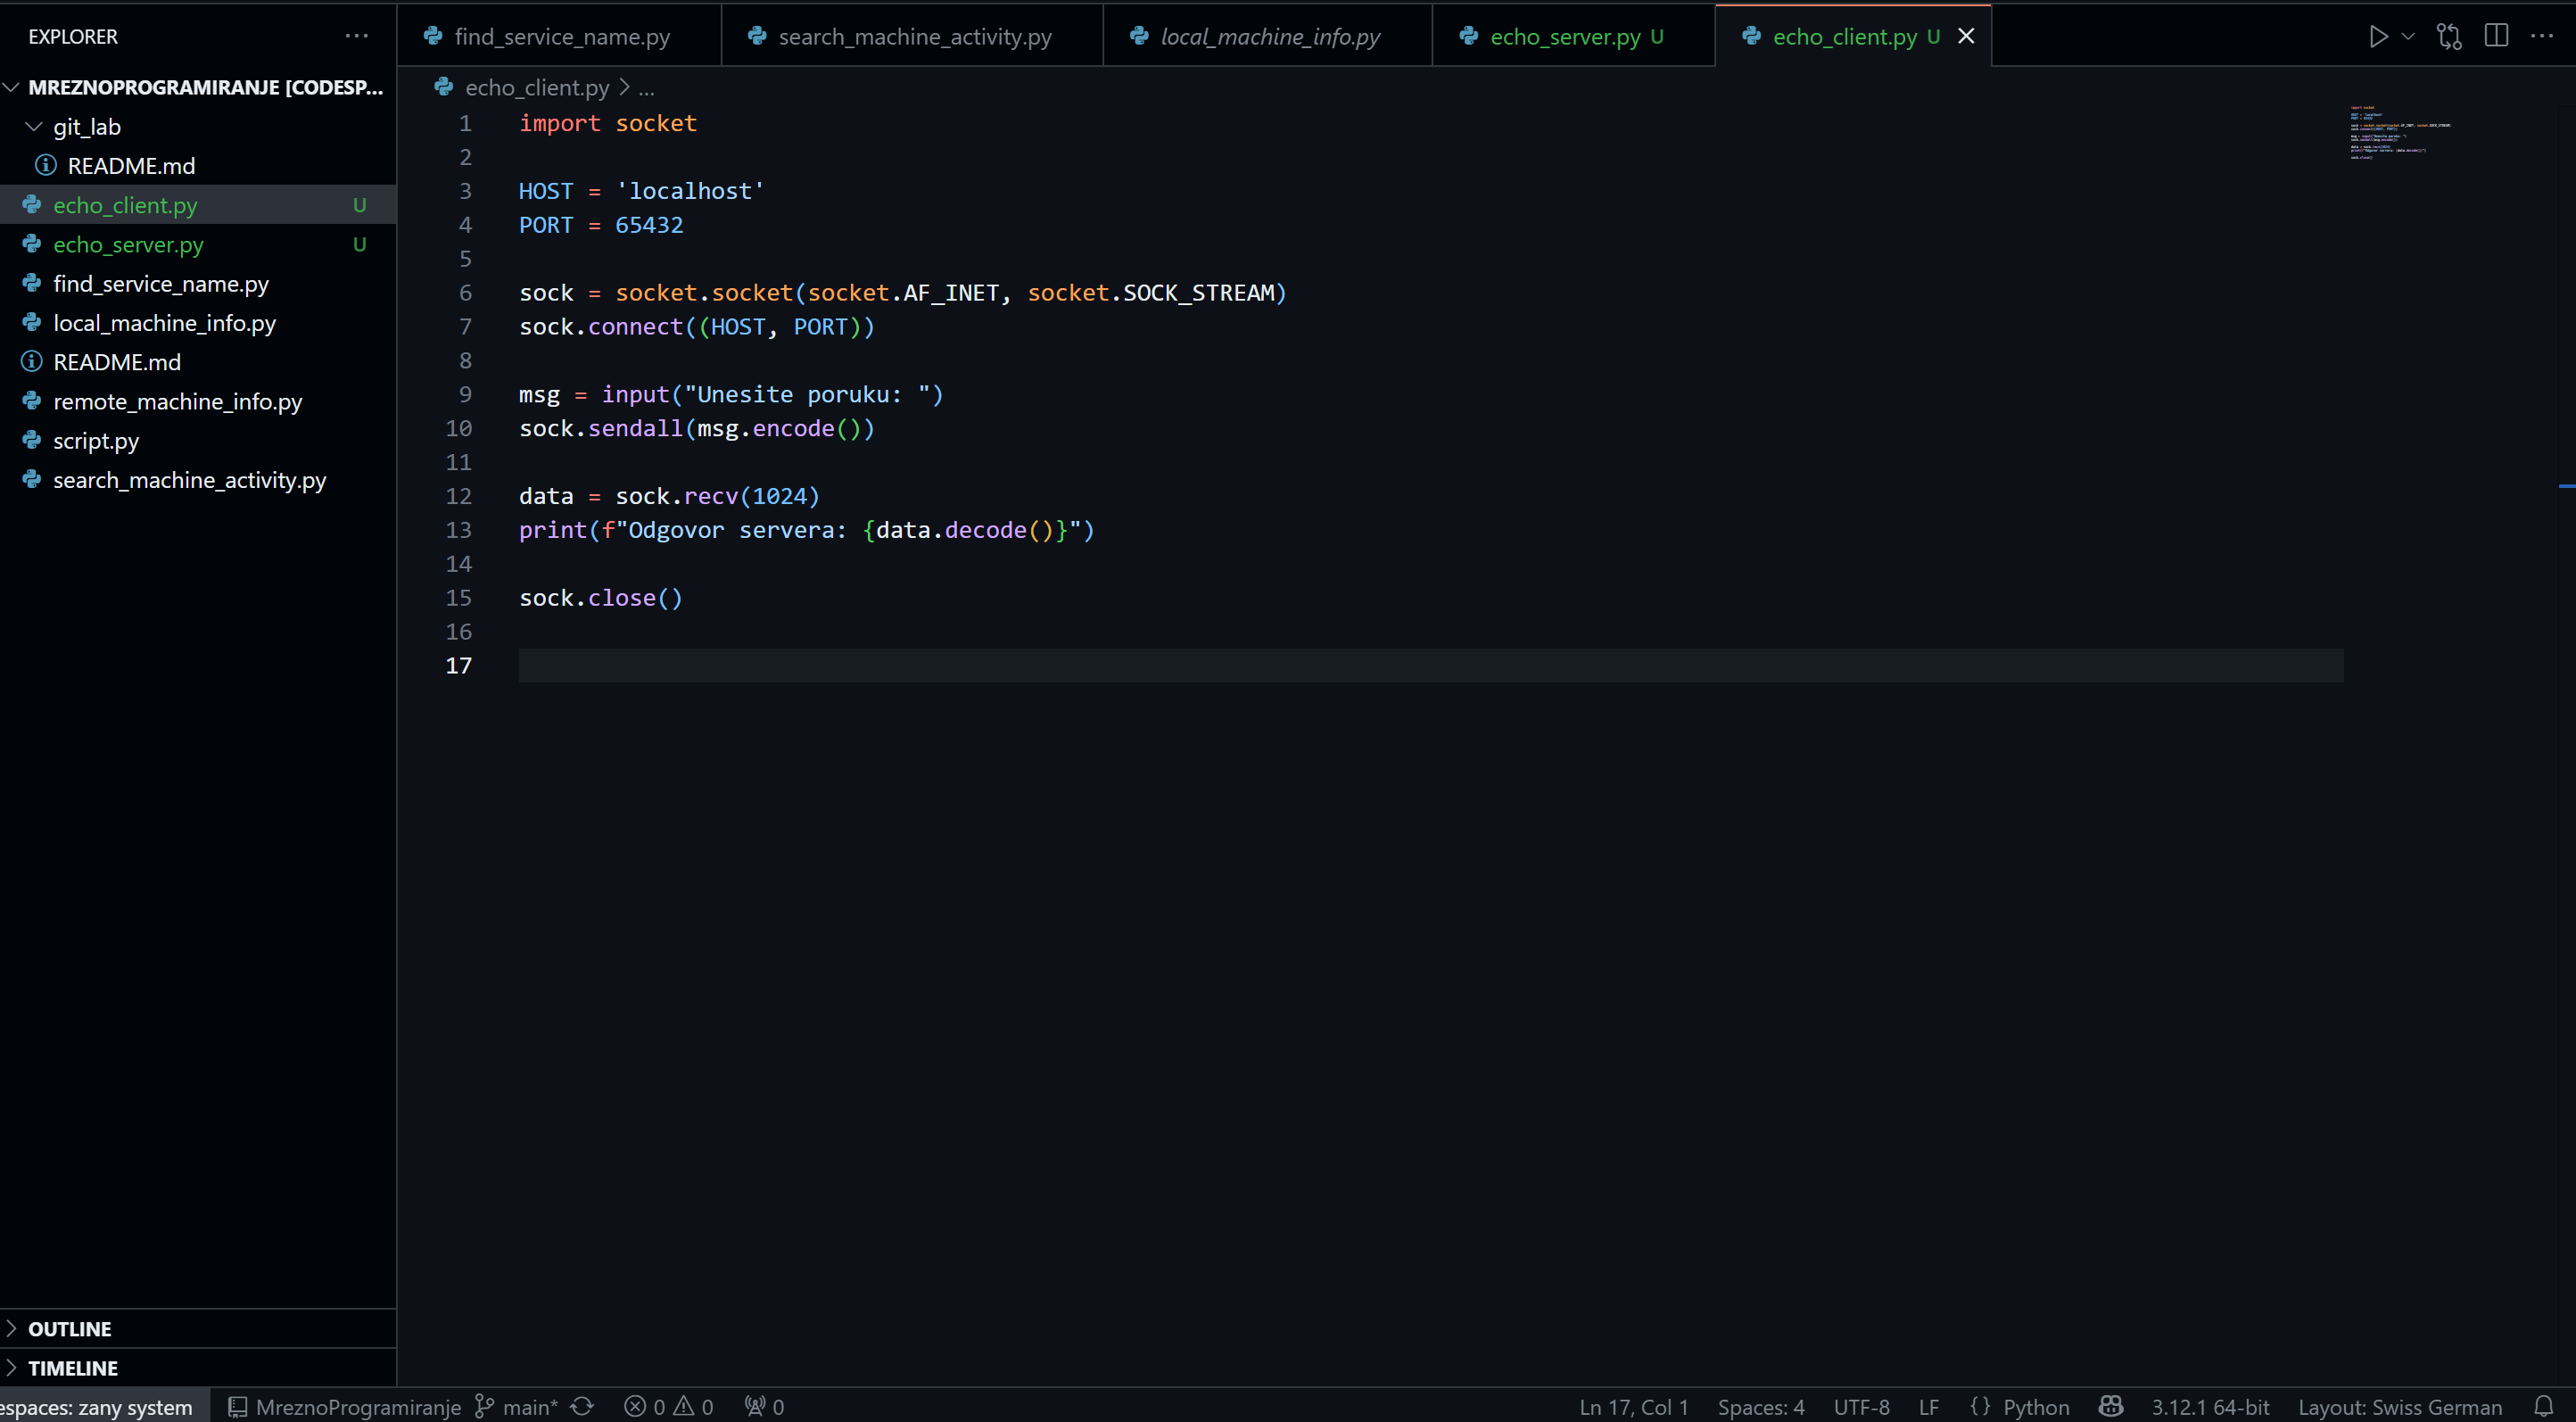 EXPLORER
MREZNOPROGRAMIRANJE [CODESP...
git_lab
README.md
echo_client.py U
echo_server.py U
find_service_name.py
local_machine_info.py
README.md
remote_machine_info.py
script.py
search_machine_activity.py
OUTLINE
TIMELINE
find_service_name.py search_machine_activity.py local_machine_info.py echo_server.py U echo_client.py U
echo_client.py > ...
1 import socket
2
3 HOST = 'localhost'
4 PORT = 65432
5
6 sock = socket.socket(socket.AF_INET, socket.SOCK_STREAM)
7 sock.connect((HOST, PORT))
8
9 msg = input("Unesite poruku: ")
10 sock.sendall(msg.encode())
11
12 data = sock.recv(1024)
13 print(f"Odgovor servera: {data.decode()}")
14
15 sock.close()
16
17
espaces: zany system MreznoProgramiranje main* 0 0 0 Ln 17, Col 1 Spaces: 4 UTF-8 LF {} Python 3.12.1 64-bit Layout: Swiss German